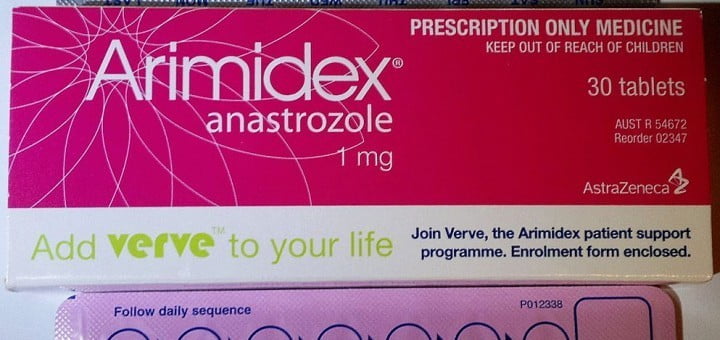 PRESCRIPTION ONLY MEDICINE
KEEP OUT OF REACH OF CHILDREN
Arimidex®
anastrozole
1 mg
30 tablets
AUST R 54672
Reorder 02347
AstraZeneca
Add verve™ to your life
Join Verve, the Arimidex patient support
programme. Enrolment form enclosed.
Follow daily sequence
P012338